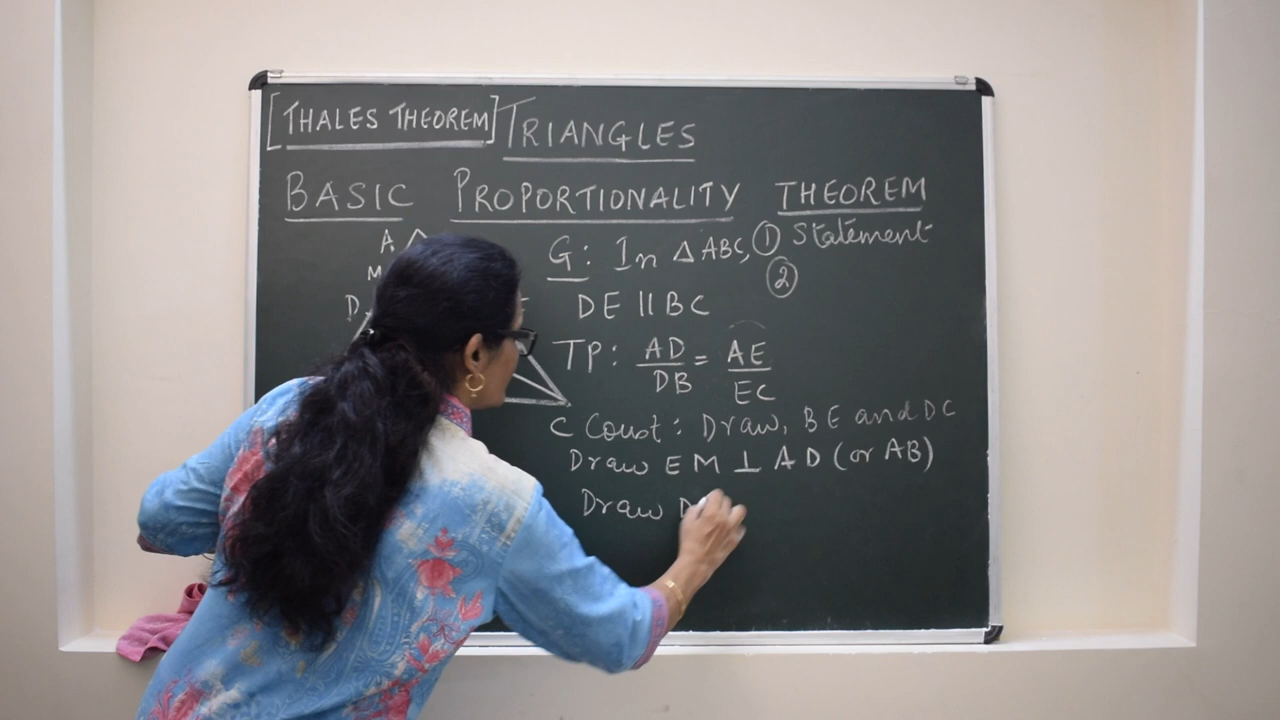 [THALES THEOREM] TRIANGLES
BASIC PROPORTIONALITY THEOREM
A
M
D
G: In △ABC, ① Statement
②
DE || BC
TP: AD/DB = AE/EC
C Const: Draw, BE and DC
Draw EM ⊥ AD (or AB)
Draw D